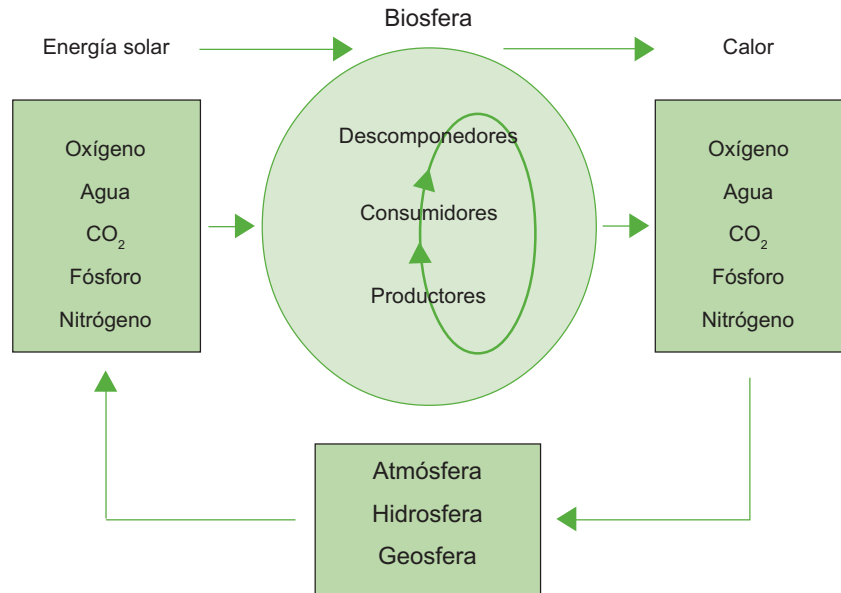 Biosfera
Energía solar
Calor
Oxígeno
Agua
CO₂
Fósforo
Nitrógeno
Descomponedores
Consumidores
Productores
Oxígeno
Agua
CO₂
Fósforo
Nitrógeno
Atmósfera
Hidrosfera
Geosfera